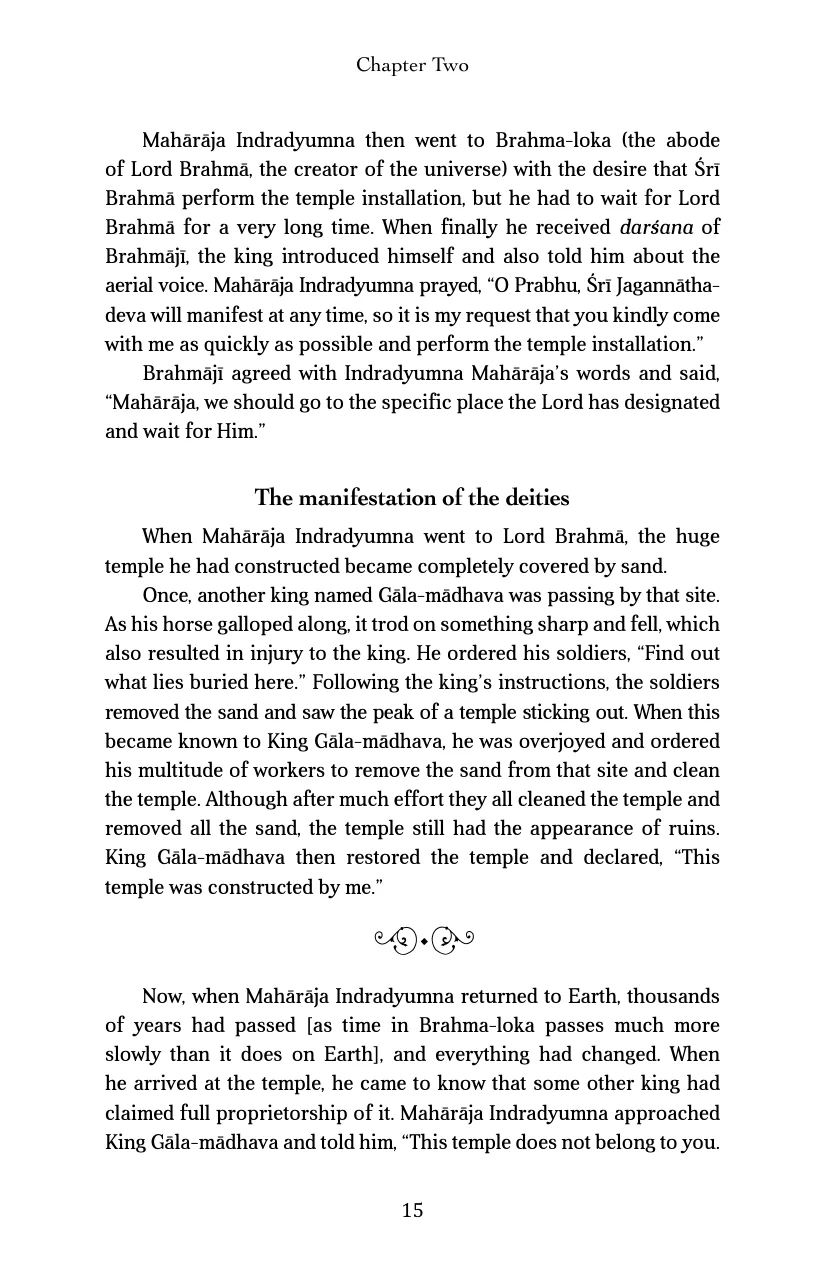 Chapter Two
Mahārāja Indradyumna then went to Brahma-loka (the abode
of Lord Brahmā, the creator of the universe) with the desire that Śrī
Brahmā perform the temple installation, but he had to wait for Lord
Brahmā for a very long time. When finally he received darśana of
Brahmājī, the king introduced himself and also told him about the
aerial voice. Mahārāja Indradyumna prayed, “O Prabhu, Śrī Jagannātha-
deva will manifest at any time, so it is my request that you kindly come
with me as quickly as possible and perform the temple installation.”
Brahmājī agreed with Indradyumna Mahārāja’s words and said,
“Mahārāja, we should go to the specific place the Lord has designated
and wait for Him.”
The manifestation of the deities
When Mahārāja Indradyumna went to Lord Brahmā, the huge
temple he had constructed became completely covered by sand.
Once, another king named Gāla-mādhava was passing by that site.
As his horse galloped along, it trod on something sharp and fell, which
also resulted in injury to the king. He ordered his soldiers, “Find out
what lies buried here.” Following the king’s instructions, the soldiers
removed the sand and saw the peak of a temple sticking out. When this
became known to King Gāla-mādhava, he was overjoyed and ordered
his multitude of workers to remove the sand from that site and clean
the temple. Although after much effort they all cleaned the temple and
removed all the sand, the temple still had the appearance of ruins.
King Gāla-mādhava then restored the temple and declared, “This
temple was constructed by me.”
Now, when Mahārāja Indradyumna returned to Earth, thousands
of years had passed [as time in Brahma-loka passes much more
slowly than it does on Earth], and everything had changed. When
he arrived at the temple, he came to know that some other king had
claimed full proprietorship of it. Mahārāja Indradyumna approached
King Gāla-mādhava and told him, “This temple does not belong to you.
15